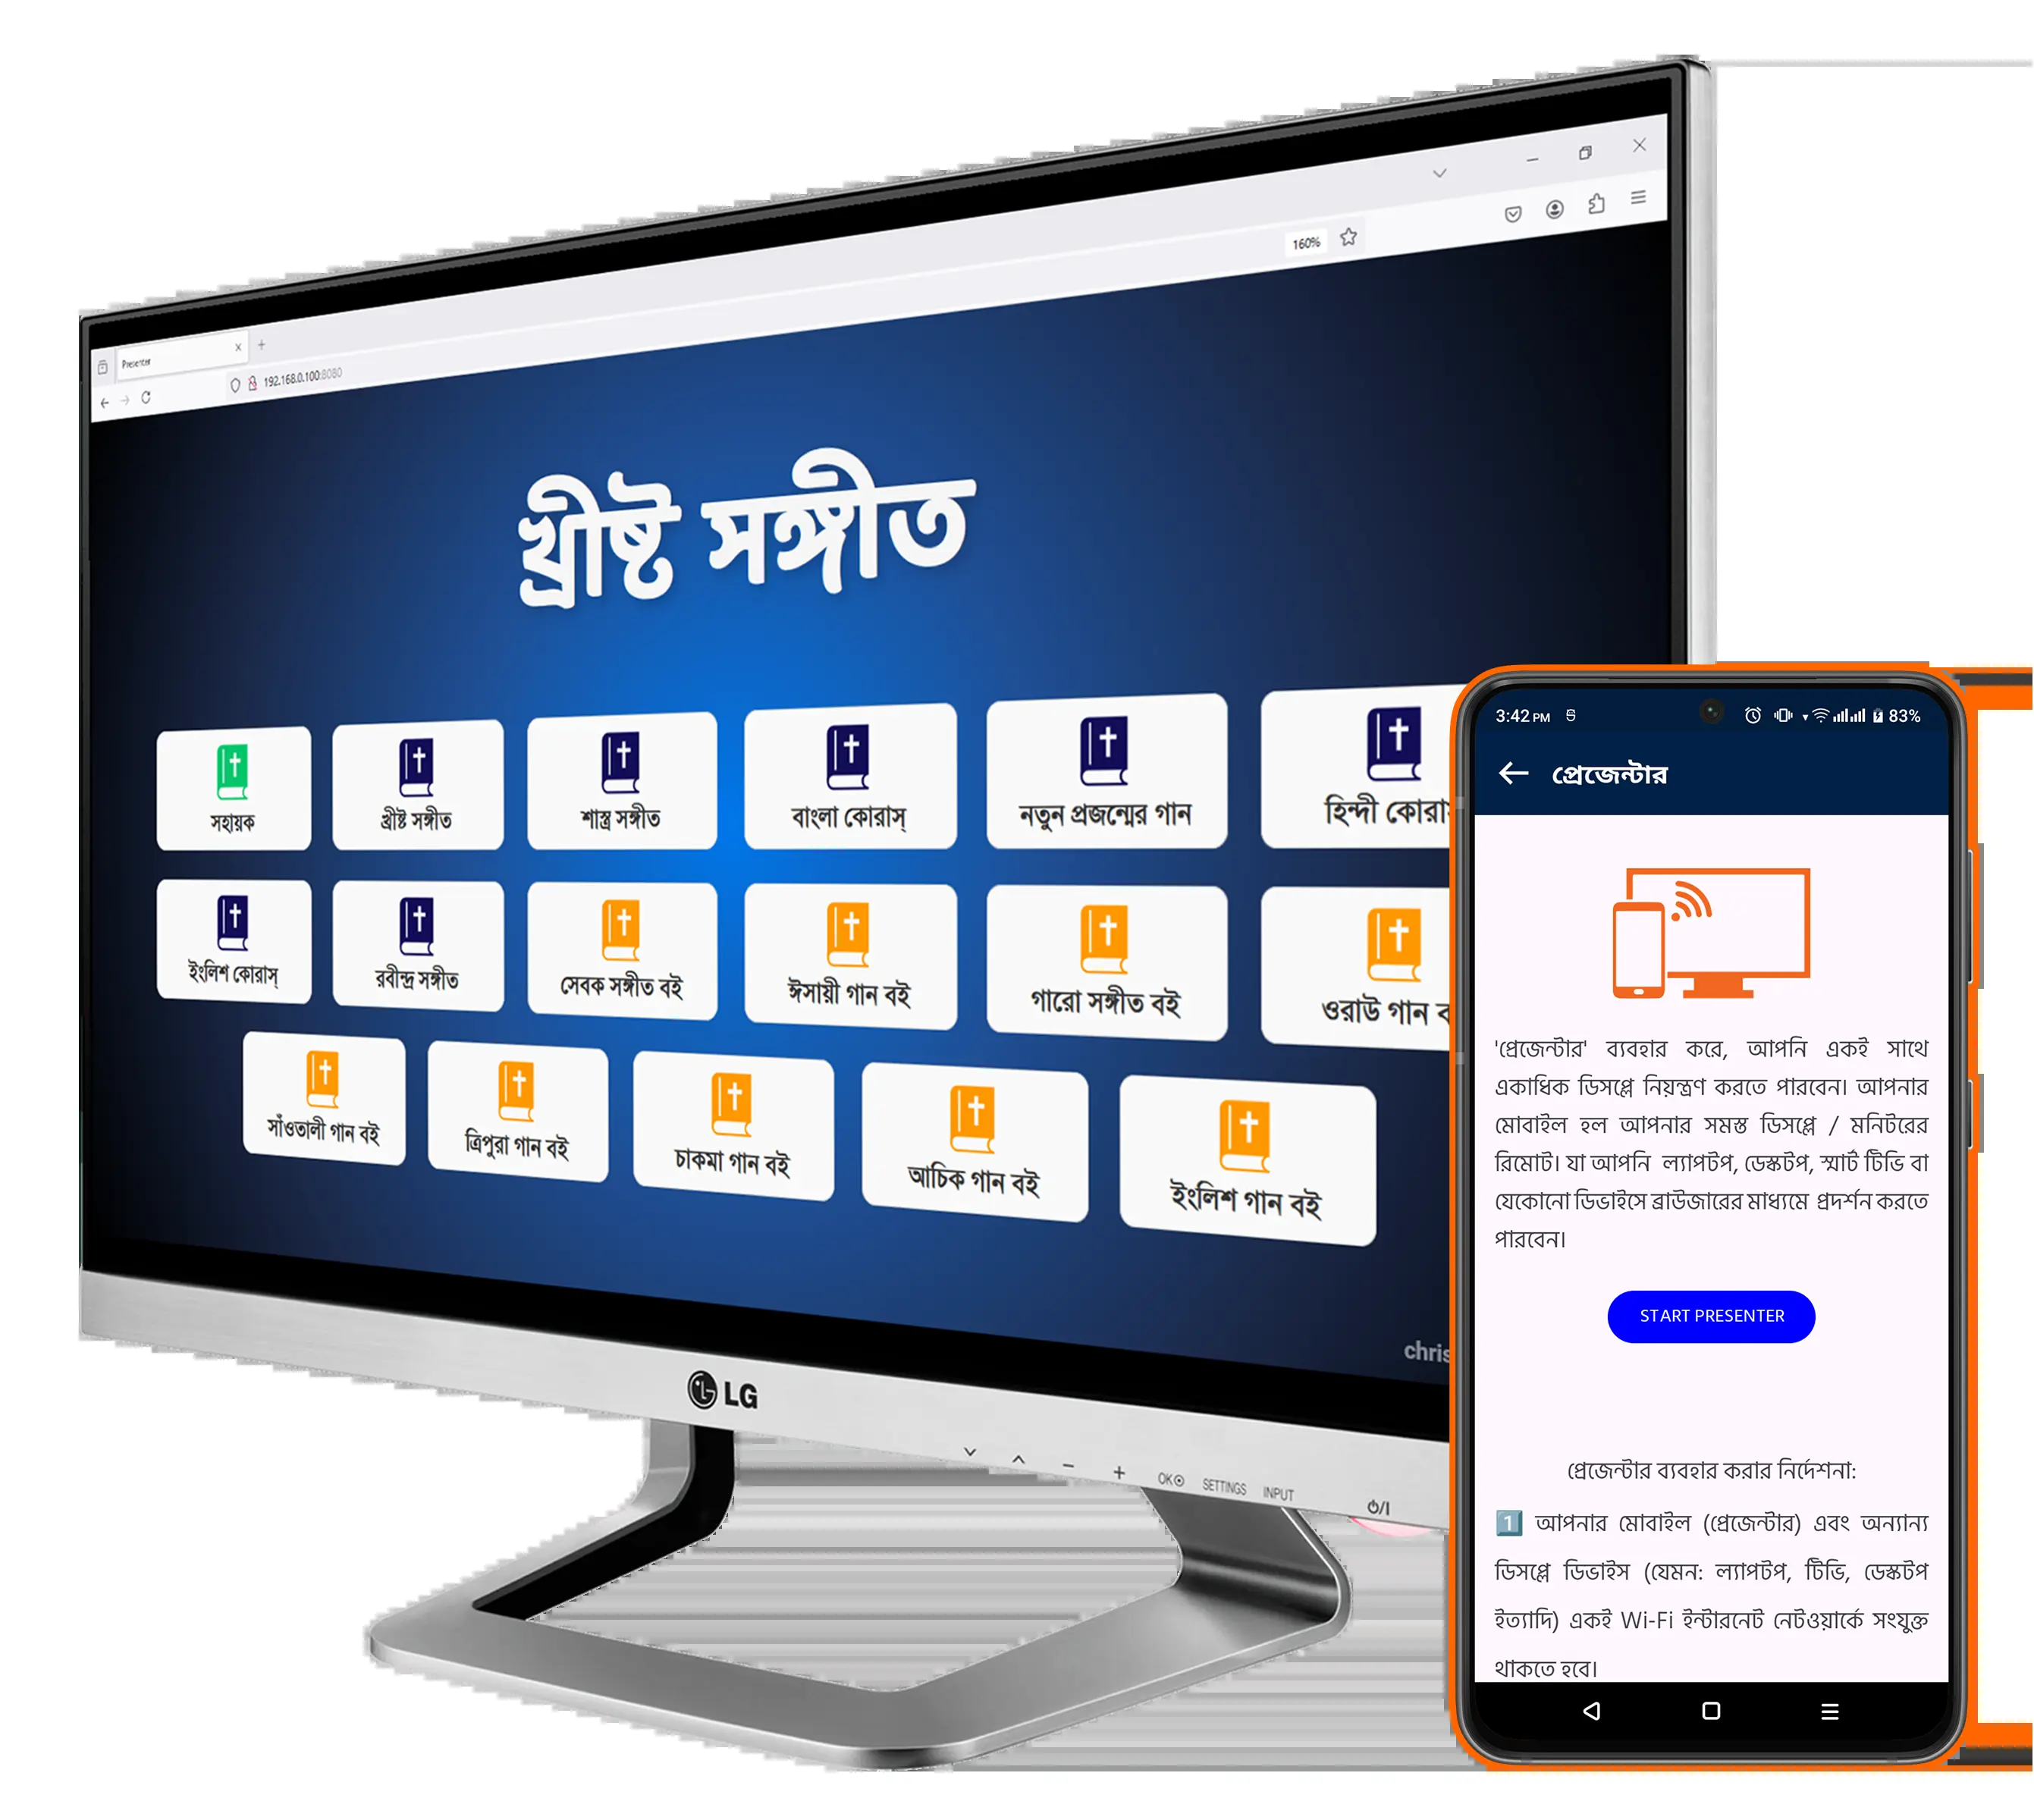 Presenter
192.168.0.100:8080
160%
খ্রীষ্ট সঙ্গীত
সহায়ক
খ্রীষ্ট সঙ্গীত
শাস্ত্র সঙ্গীত
বাংলা কোরাস্
নতুন প্রজন্মের গান
হিন্দী
ইংলিশ কোরাস্
রবীন্দ্র সঙ্গীত
সেবক সঙ্গীত বই
ঈসায়ী গান বই
গারো সঙ্গীত বই
ওরাউ গান
সাঁওতালী গান বই
ত্রিপুরা গান বই
চাকমা গান বই
আচিক গান বই
ইংলিশ গান বই
LG
OK SETTINGS INPUT
3:42 PM 83%
প্রেজেন্টার
'প্রেজেন্টার' ব্যবহার করে, আপনি একই সাথে
একাধিক ডিসপ্লে নিয়ন্ত্রণ করতে পারবেন। আপনার
মোবাইল হল আপনার সমস্ত ডিসপ্লে / মনিটরের
রিমোট। যা আপনি ল্যাপটপ, ডেস্কটপ, স্মার্ট টিভি বা
যেকোনো ডিভাইসে ব্রাউজারের মাধ্যমে প্রদর্শন করতে
পারবেন।
START PRESENTER
প্রেজেন্টার ব্যবহার করার নির্দেশনা:
1 আপনার মোবাইল (প্রেজেন্টার) এবং অন্যান্য
ডিসপ্লে ডিভাইস (যেমন: ল্যাপটপ, টিভি, ডেস্কটপ
ইত্যাদি) একই Wi-Fi ইন্টারনেট নেটওয়ার্কে সংযুক্ত
থাকতে হবে।